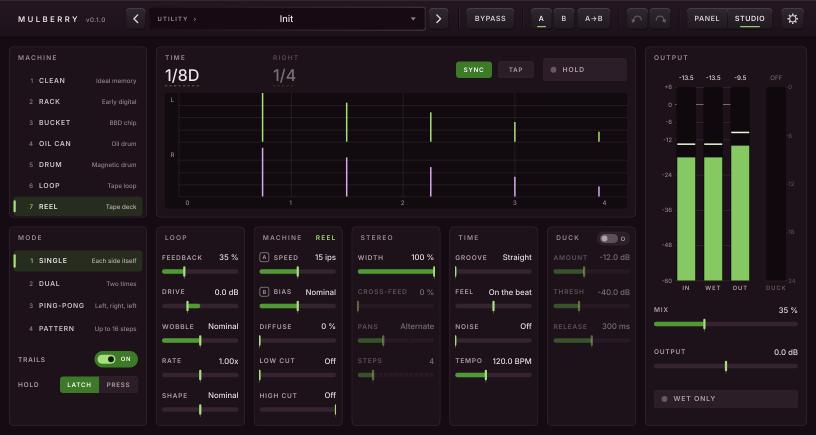 MULBERRY v0.1.0
UTILITY › Init
BYPASS
A B A→B
PANEL STUDIO
MACHINE
1 CLEAN Ideal memory
2 RACK Early digital
3 BUCKET BBD chip
4 OIL CAN Oil drum
5 DRUM Magnetic drum
6 LOOP Tape loop
7 REEL Tape deck
TIME
1/8D
RIGHT
1/4
SYNC TAP HOLD
L
R
0 1 2 3 4
OUTPUT
-13.5 -13.5 -9.5 OFF
+6
0
-6
-12
-24
-36
-48
-60
0
-6
-12
-18
-24
IN WET OUT DUCK
MIX 35 %
OUTPUT 0.0 dB
WET ONLY
MODE
1 SINGLE Each side itself
2 DUAL Two times
3 PING-PONG Left, right, left
4 PATTERN Up to 16 steps
TRAILS ON
HOLD LATCH PRESS
LOOP
FEEDBACK 35 %
DRIVE 0.0 dB
WOBBLE Nominal
RATE 1.00x
SHAPE Nominal
MACHINE REEL
A SPEED 15 ips
B BIAS Nominal
DIFFUSE 0 %
LOW CUT Off
HIGH CUT Off
STEREO
WIDTH 100 %
CROSS-FEED 0 %
PANS Alternate
STEPS 4
TIME
GROOVE Straight
FEEL On the beat
NOISE Off
TEMPO 120.0 BPM
DUCK O
AMOUNT -12.0 dB
THRESH -40.0 dB
RELEASE 300 ms